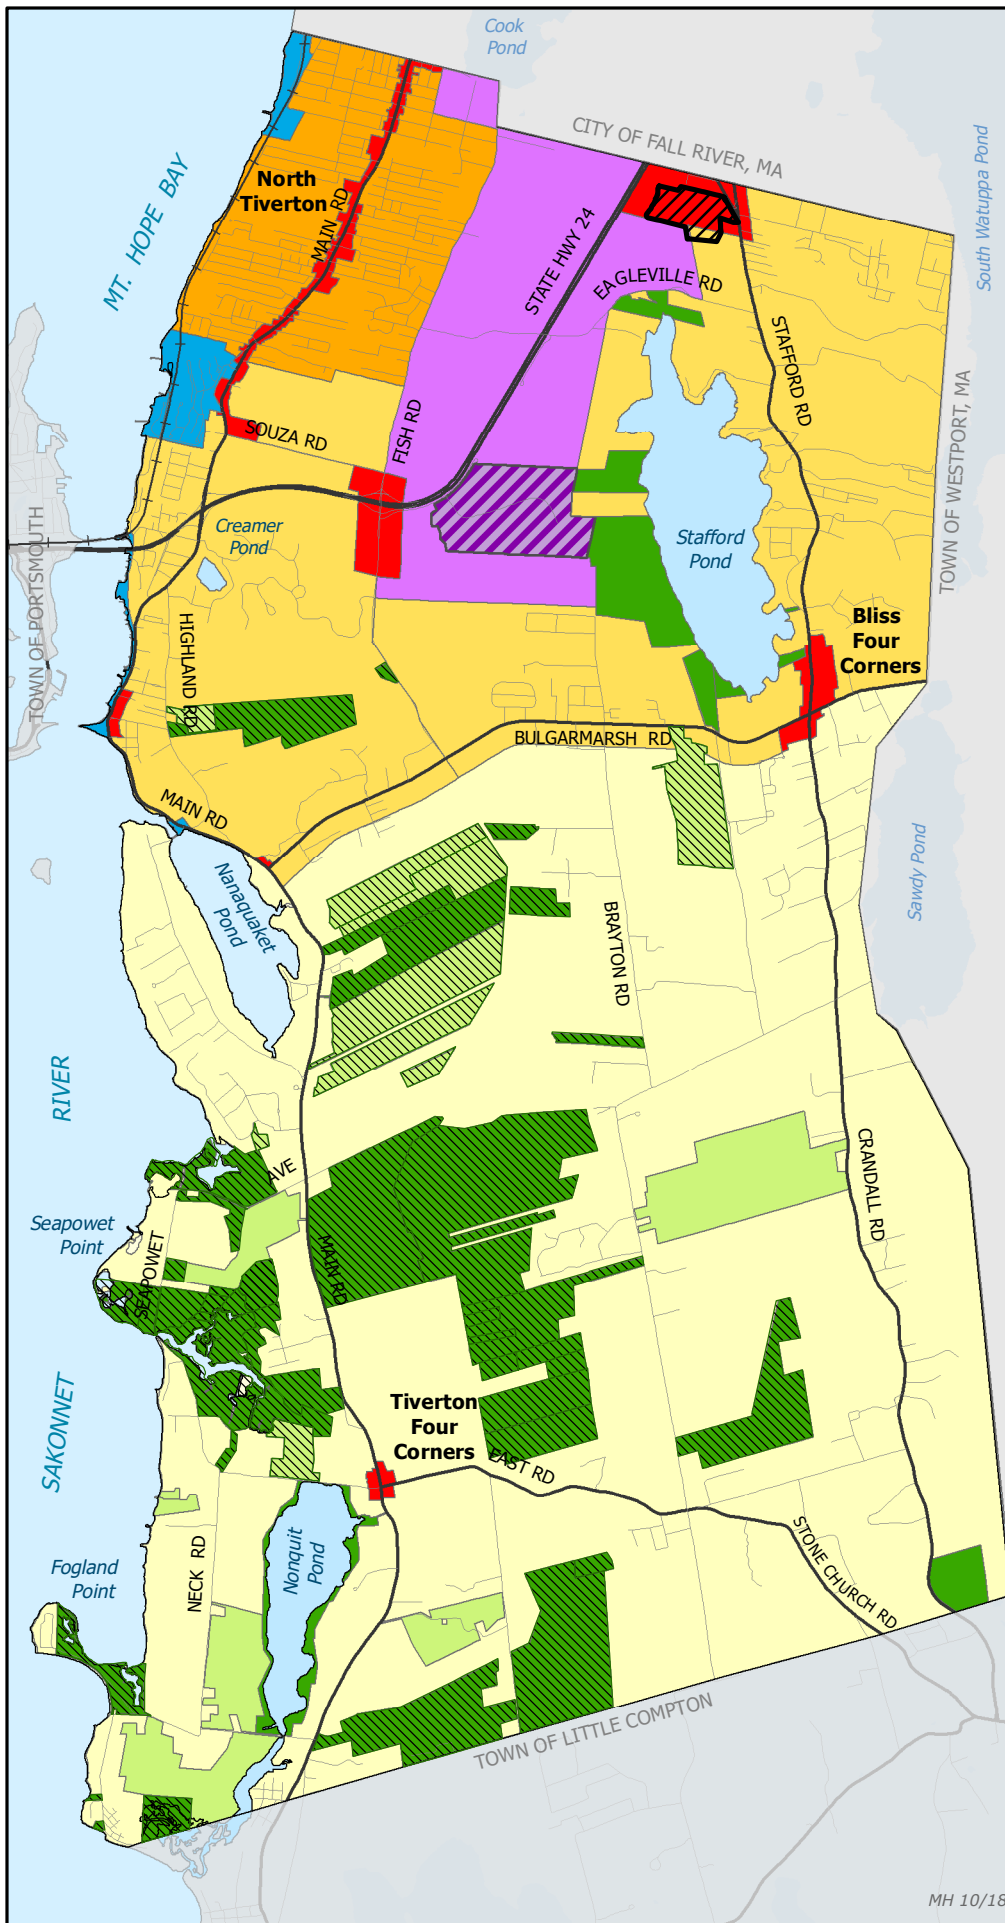 Cook
Pond
CITY OF FALL RIVER, MA
South Watuppa Pond
North
Tiverton
MAIN RD
MT. HOPE BAY
STATE HWY 24
EAGLEVILLE RD
STAFFORD RD
TOWN OF WESTPORT, MA
SOUZA RD
FISH RD
Creamer
Pond
Stafford
Pond
TOWN OF PORTSMOUTH
HIGHLAND RD
Bliss
Four
Corners
BULGARMARSH RD
MAIN RD
Nanaquaket
Pond
Sawdy Pond
BRAYTON RD
RIVER
CRANDALL RD
AVE
Seapowet
Point
SEAPOWET
MAIN RD
SAKONNET
Tiverton
Four
Corners
EAST RD
STONE CHURCH RD
Fogland
Point
NECK RD
Nonquit
Pond
TOWN OF LITTLE COMPTON
MH 10/18